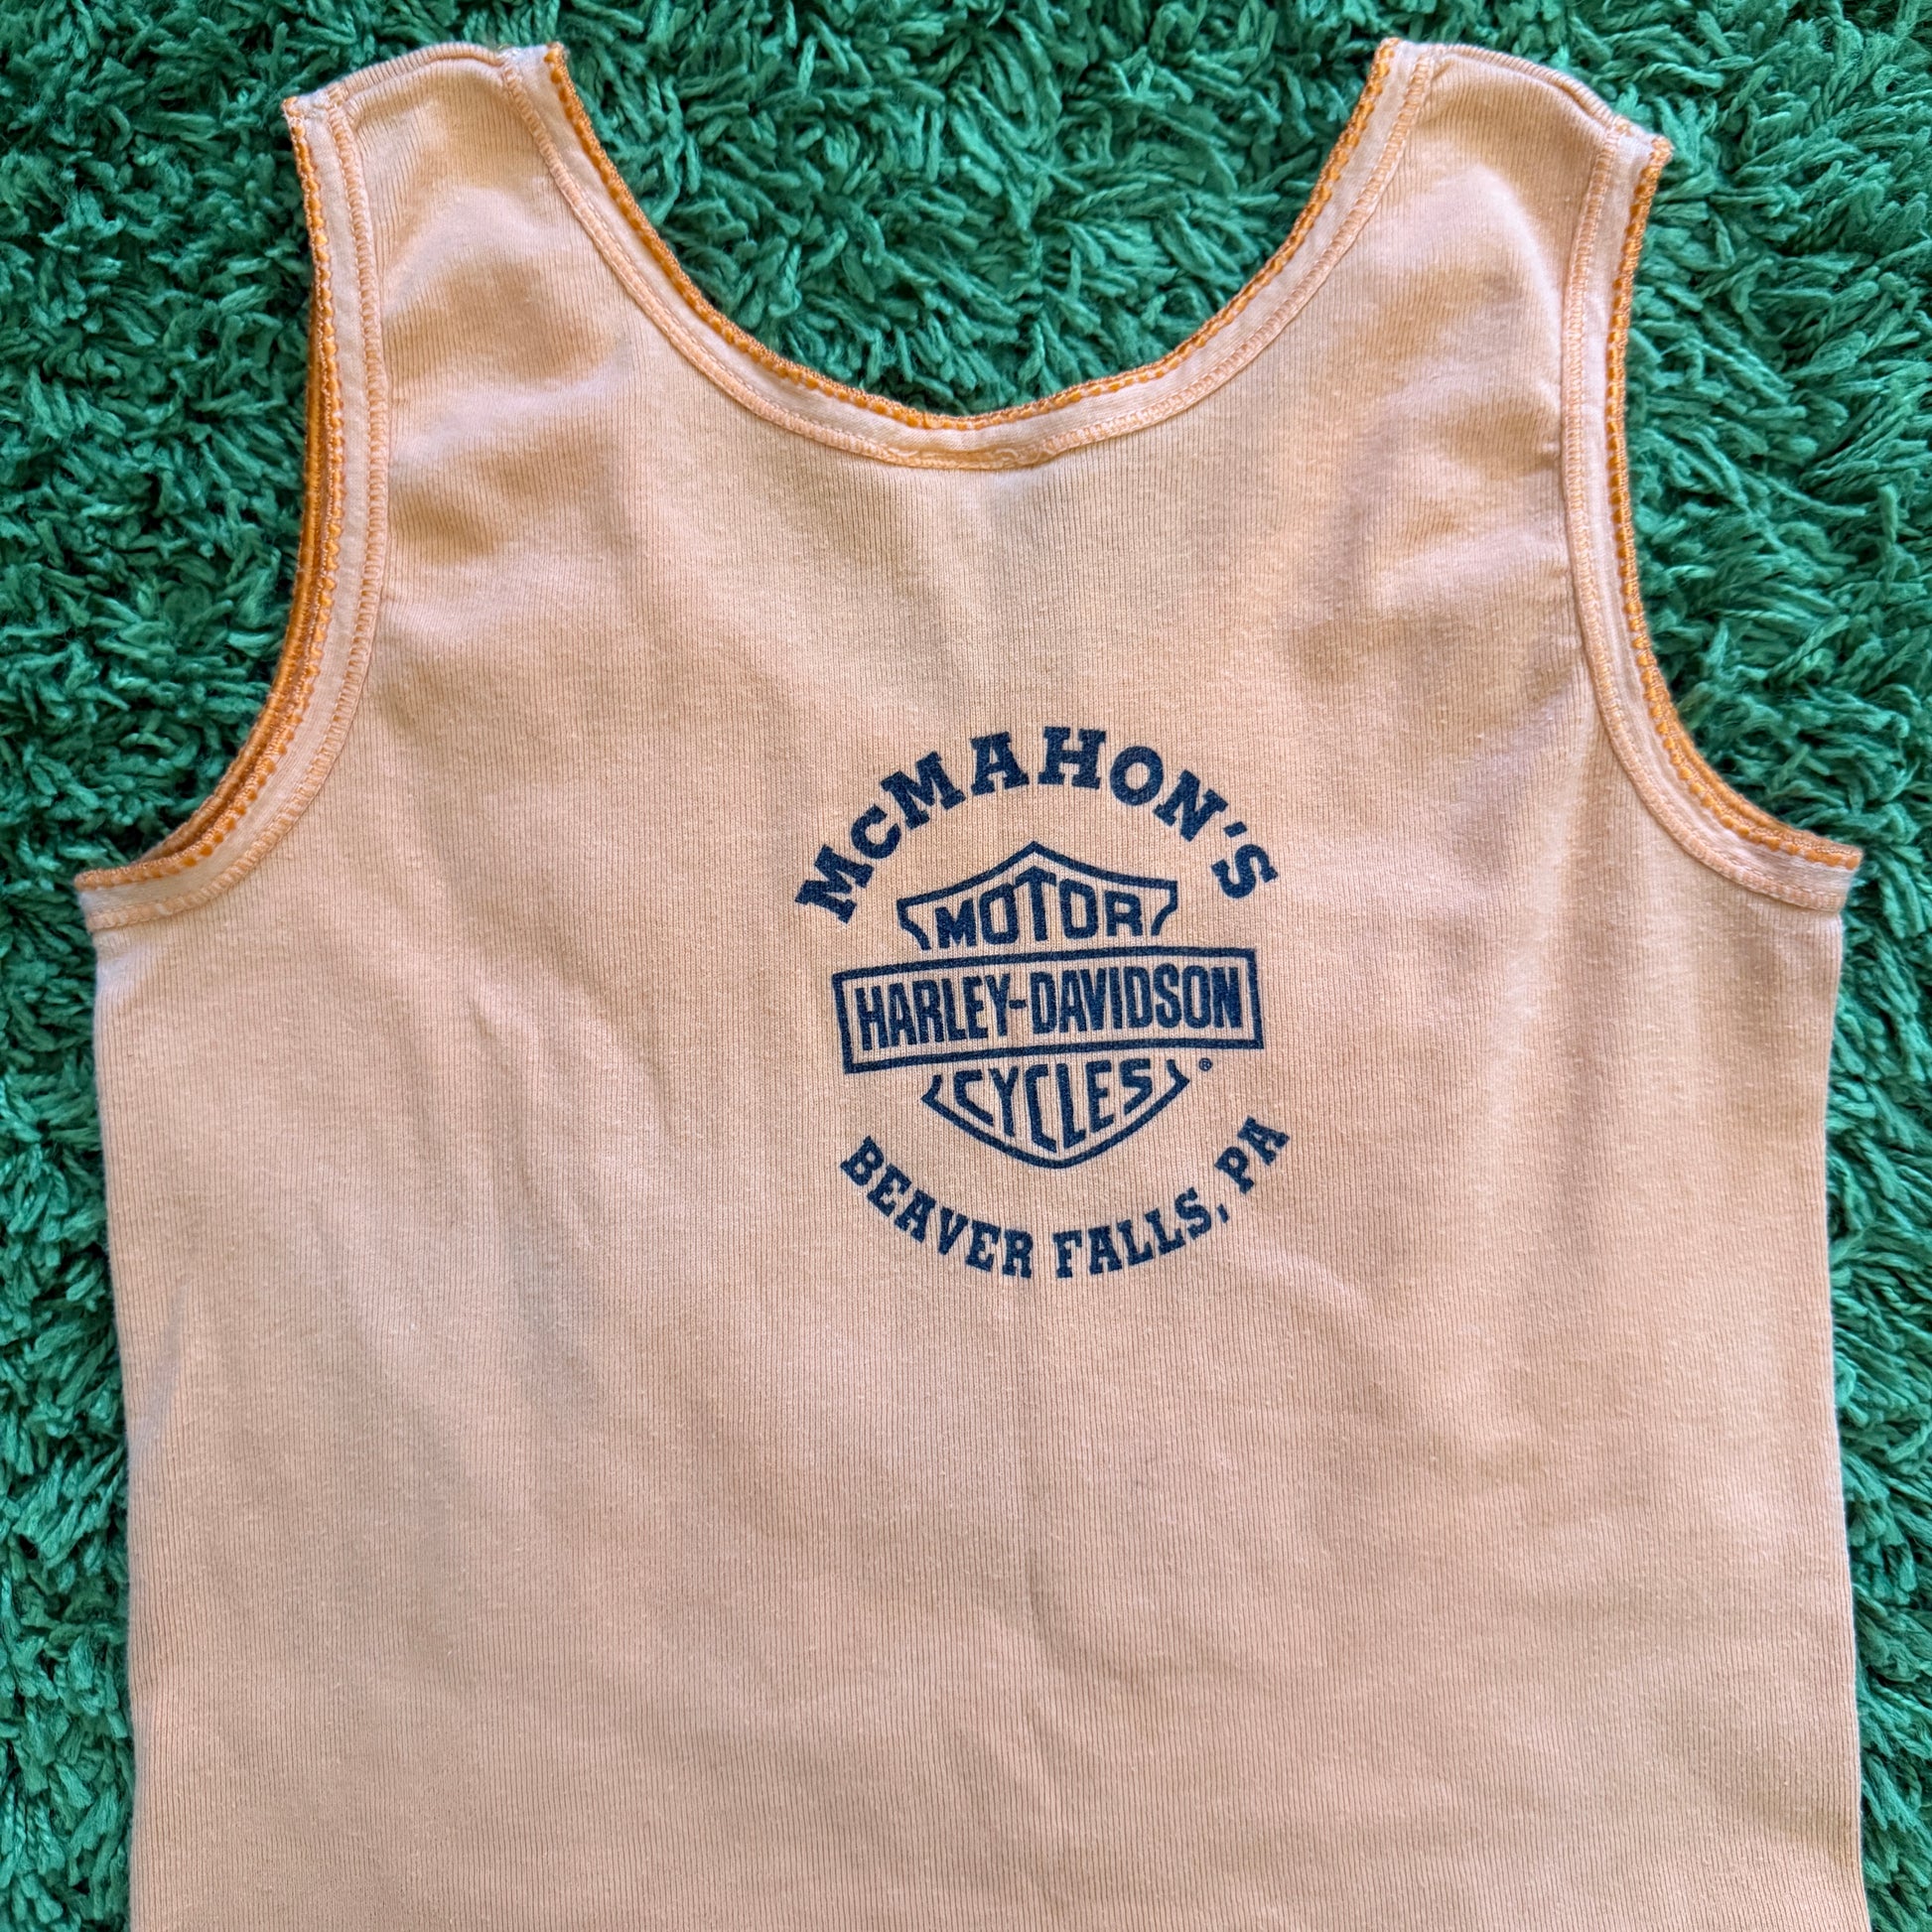 McMAHON'S
MOTOR
HARLEY-DAVIDSON
CYCLES ®
BEAVER FALLS, PA